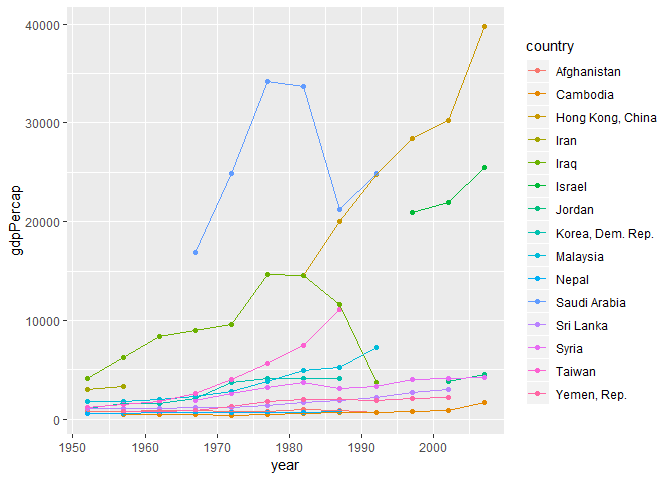 40000
30000
20000
10000
0
gdpPercap
1950
1960
1970
1980
1990
2000
year
country
Afghanistan
Cambodia
Hong Kong, China
Iran
Iraq
Israel
Jordan
Korea, Dem. Rep.
Malaysia
Nepal
Saudi Arabia
Sri Lanka
Syria
Taiwan
Yemen, Rep.